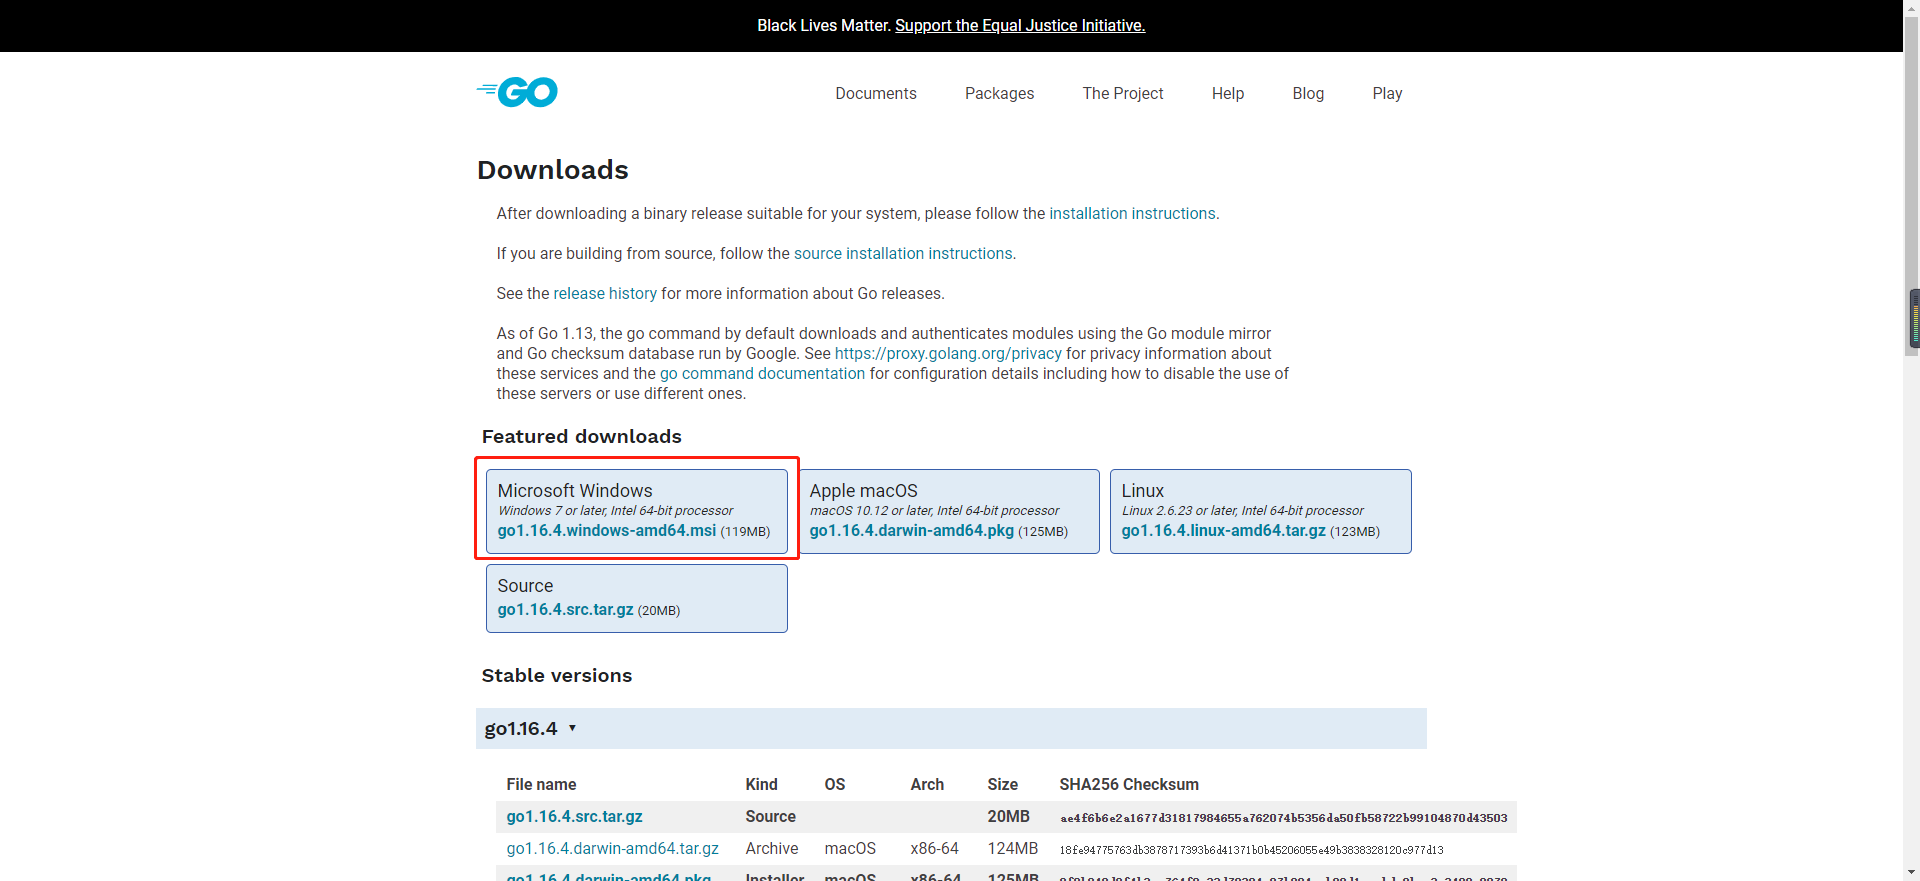 Black Lives Matter. Support the Equal Justice Initiative.
GO
Documents Packages The Project Help Blog Play
Downloads
After downloading a binary release suitable for your system, please follow the installation instructions.
If you are building from source, follow the source installation instructions.
See the release history for more information about Go releases.
As of Go 1.13, the go command by default downloads and authenticates modules using the Go module mirror
and Go checksum database run by Google. See https://proxy.golang.org/privacy for privacy information about
these services and the go command documentation for configuration details including how to disable the use of
these servers or use different ones.
Featured downloads
Microsoft Windows
Windows 7 or later, Intel 64-bit processor
go1.16.4.windows-amd64.msi (119MB)
Apple macOS
macOS 10.12 or later, Intel 64-bit processor
go1.16.4.darwin-amd64.pkg (125MB)
Linux
Linux 2.6.23 or later, Intel 64-bit processor
go1.16.4.linux-amd64.tar.gz (123MB)
Source
go1.16.4.src.tar.gz (20MB)
Stable versions
go1.16.4 ▾
File name Kind OS Arch Size SHA256 Checksum
go1.16.4.src.tar.gz Source 20MB ae4f6b6e2a1677d31817984655a762074b5356da50fb58722b99104870d43503
go1.16.4.darwin-amd64.tar.gz Archive macOS x86-64 124MB 18fe94775763db3878717393b6d41371b0b45206055e49b3838328120c977d13
go1.16.4.darwin-amd64.pkg Installer macOS x86-64 125MB